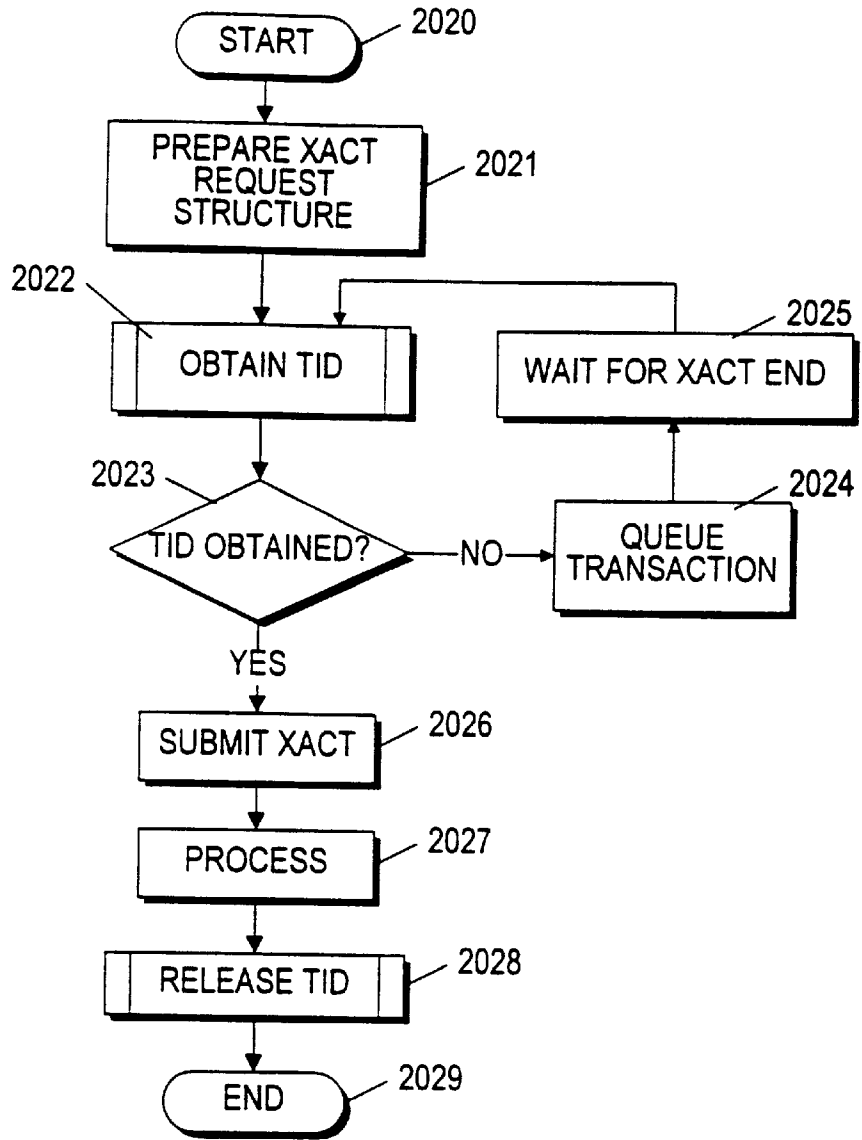 START
2020
PREPARE XACT
REQUEST
STRUCTURE
2021
2022
OBTAIN TID
2025
WAIT FOR XACT END
2023
TID OBTAINED?
NO
2024
QUEUE
TRANSACTION
YES
SUBMIT XACT
2026
PROCESS
2027
RELEASE TID
2028
END
2029